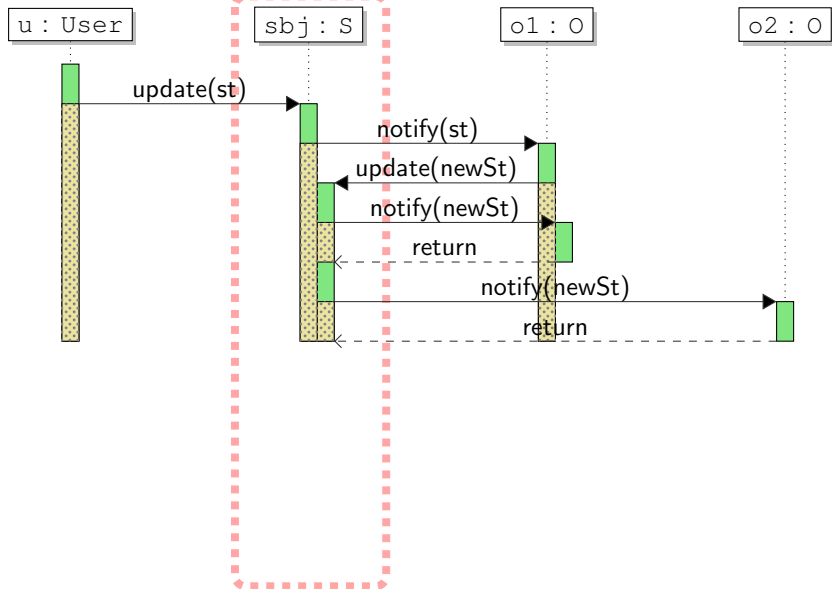 u : User
sbj : S
o1 : O
o2 : O
update(st)
notify(st)
update(newSt)
notify(newSt)
return
notify(newSt)
return